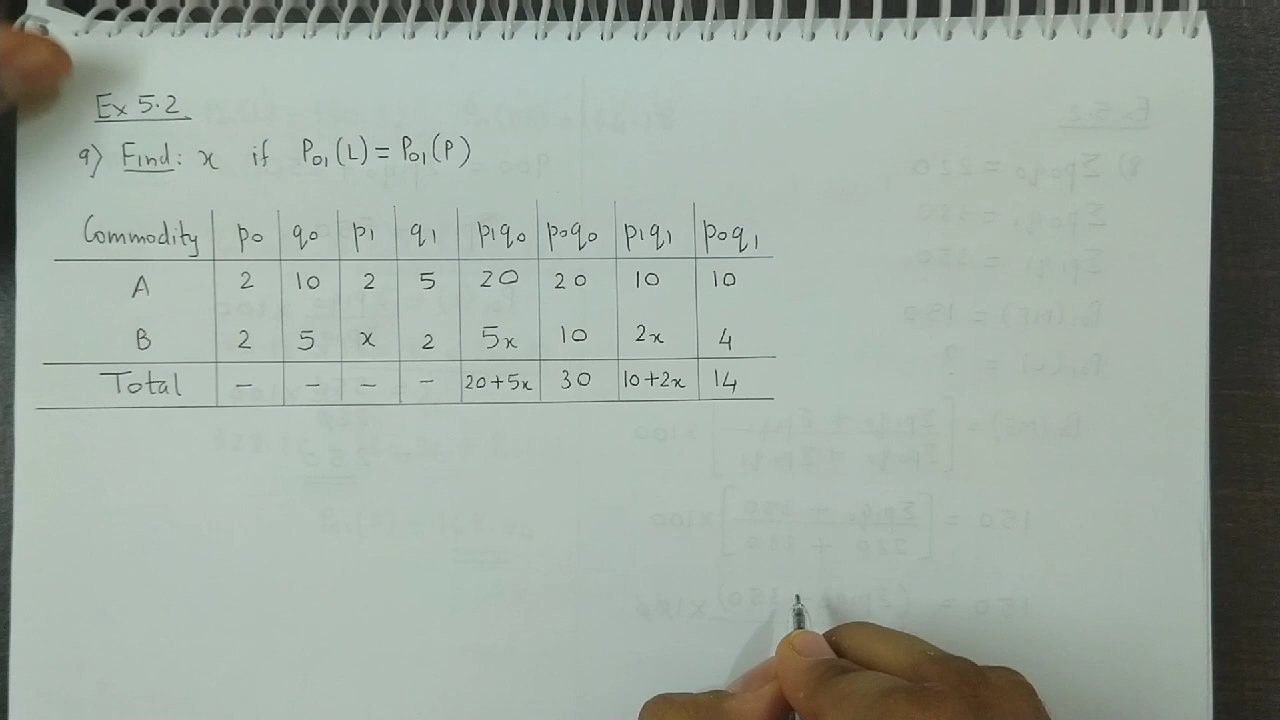 Ex 5.2
9) Find: x if P01(L) = P01(P)
Commodity p0 q0 p1 q1 p1q0 p0q0 p1q1 p0q1
A 2 10 2 5 20 20 10 10
B 2 5 x 2 5x 10 2x 4
Total - - - - 20+5x 30 10+2x 14